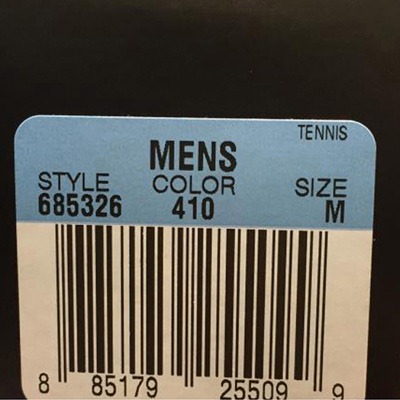 TENNIS
MENS
STYLE COLOR SIZE
685326 410 M
8 85179 25509 9